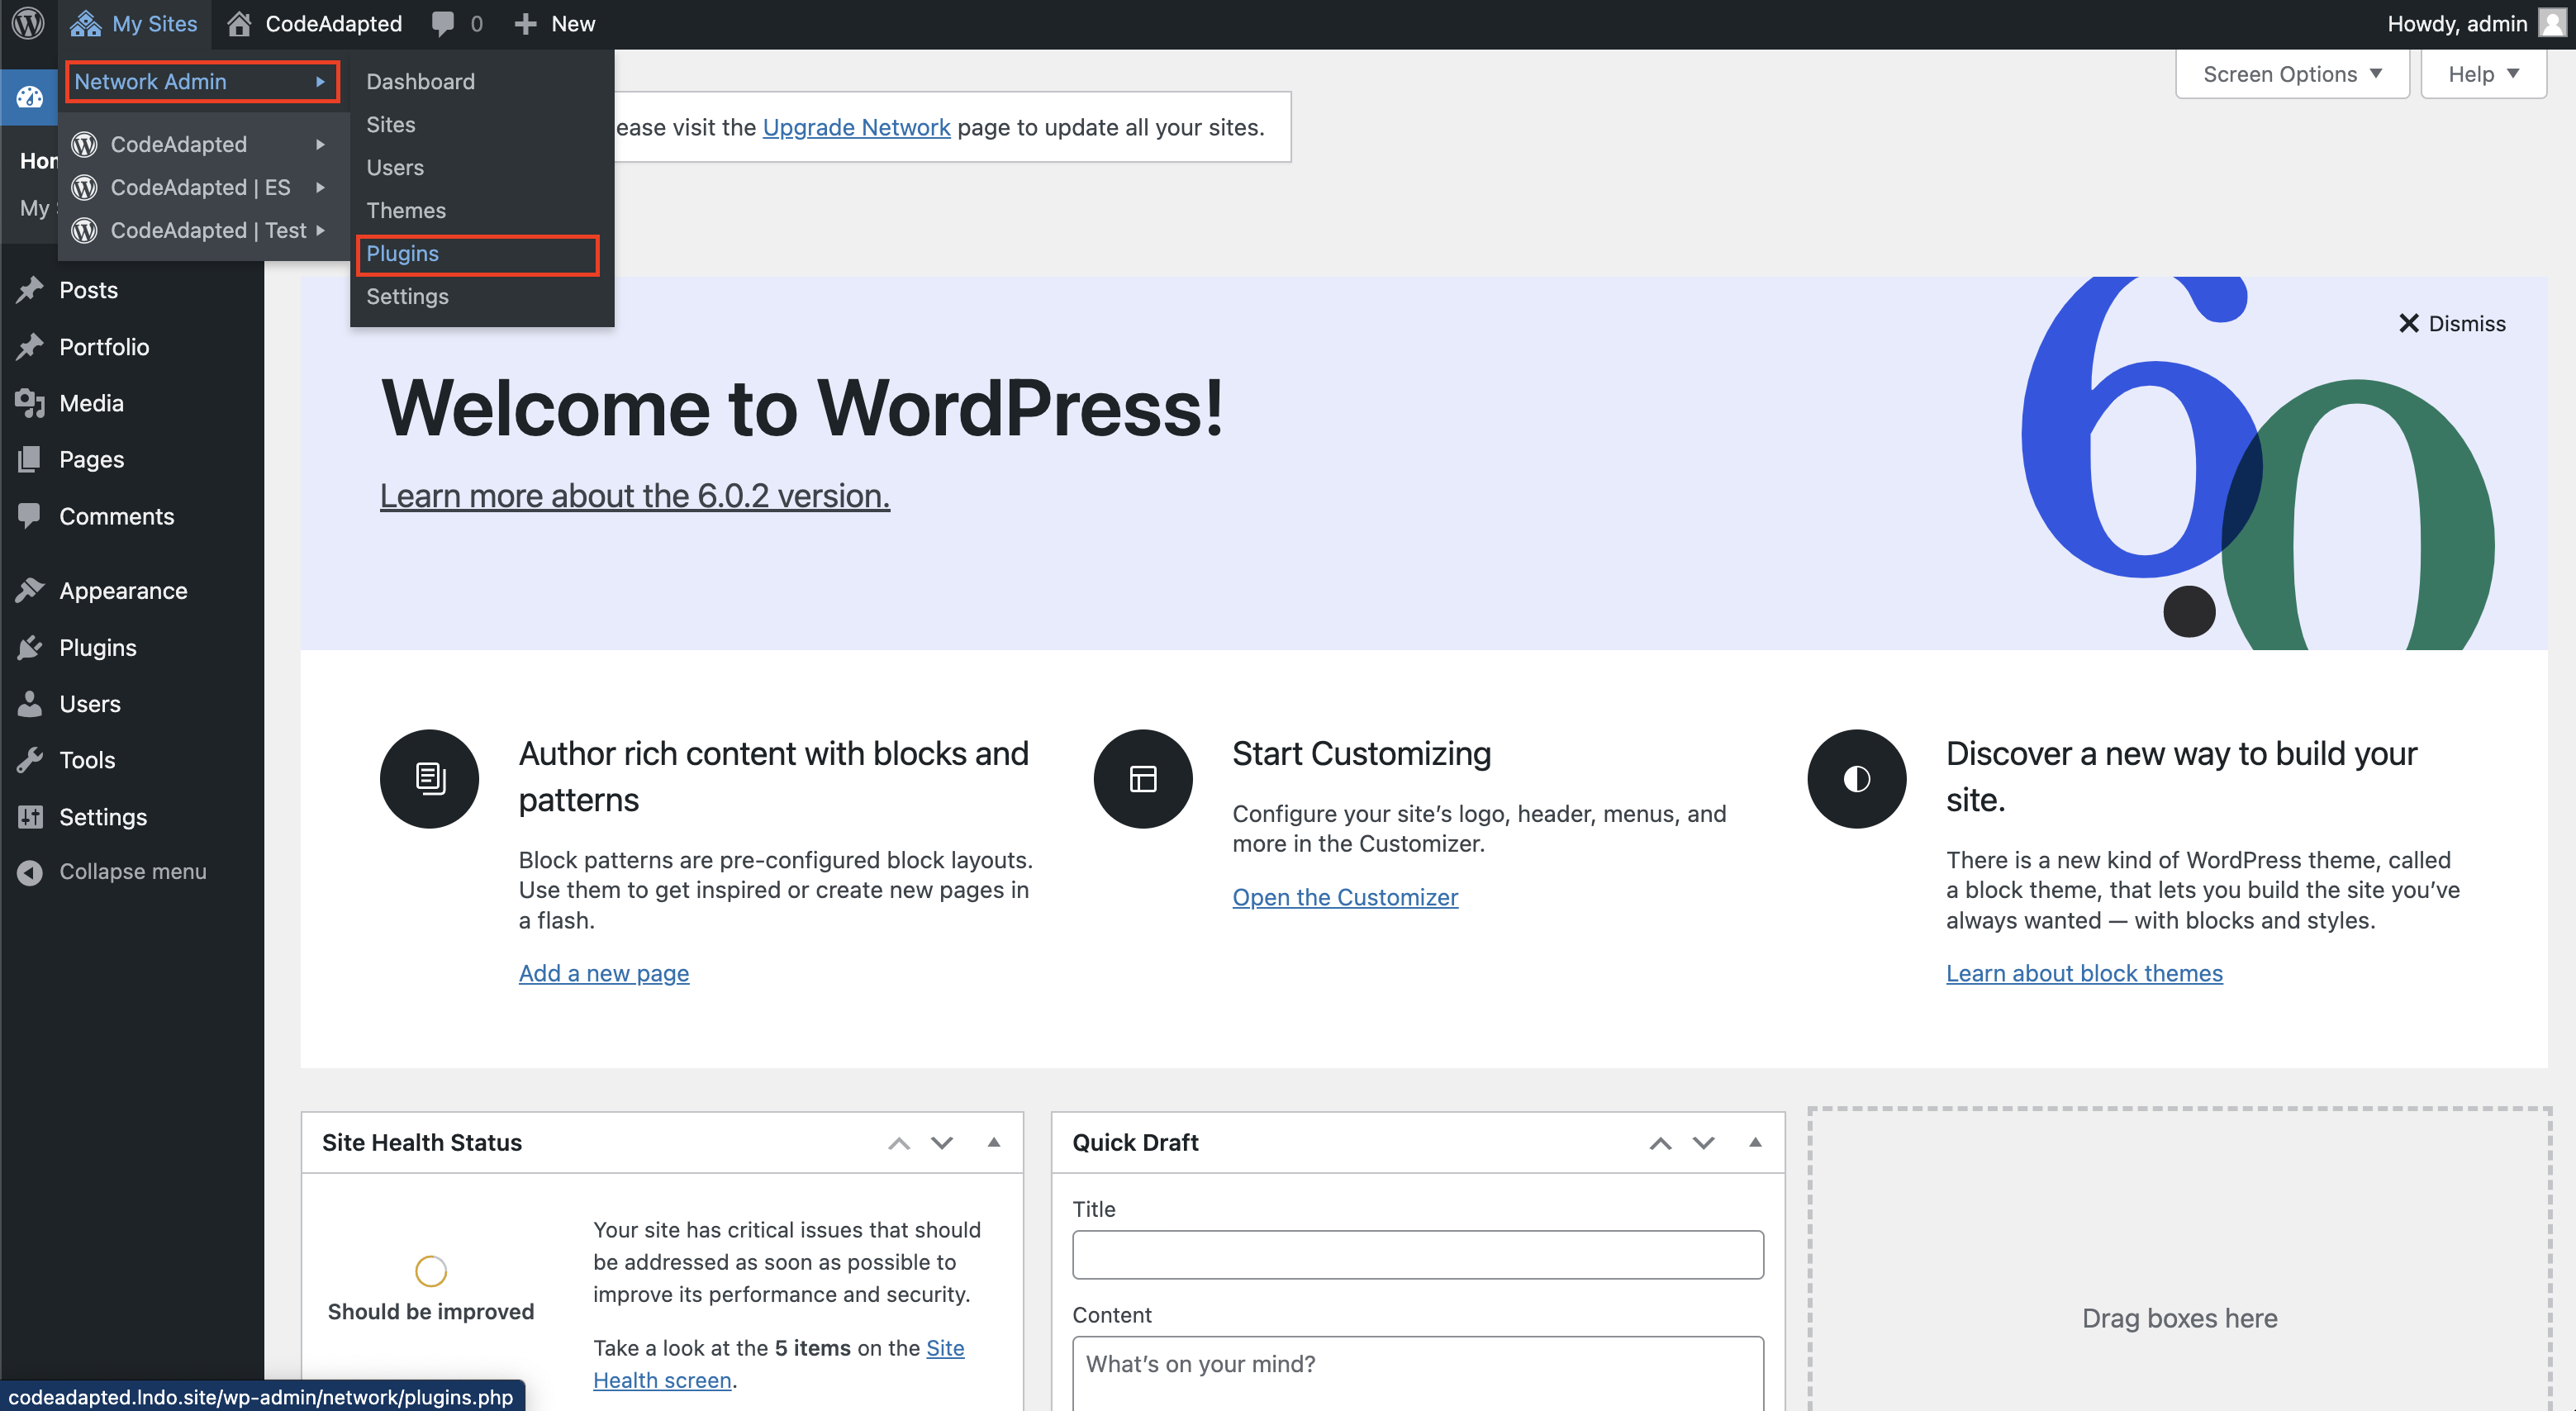 My Sites
CodeAdapted
0
New
Howdy, admin
Network Admin
CodeAdapted
CodeAdapted | ES
CodeAdapted | Test
Dashboard
Sites
Users
Themes
Plugins
Settings
Screen Options
Help
ease visit the Upgrade Network page to update all your sites.
Hor
My
Posts
Portfolio
Media
Pages
Comments
Appearance
Plugins
Users
Tools
Settings
Collapse menu
Dismiss
6.0
Welcome to WordPress!
Learn more about the 6.0.2 version.
Author rich content with blocks and
patterns
Block patterns are pre-configured block layouts.
Use them to get inspired or create new pages in
a flash.
Add a new page
Start Customizing
Configure your site’s logo, header, menus, and
more in the Customizer.
Open the Customizer
Discover a new way to build your
site.
There is a new kind of WordPress theme, called
a block theme, that lets you build the site you’ve
always wanted — with blocks and styles.
Learn about block themes
Site Health Status
Should be improved
Your site has critical issues that should
be addressed as soon as possible to
improve its performance and security.
Take a look at the 5 items on the Site
Health screen.
Quick Draft
Title
Content
What’s on your mind?
Drag boxes here
codeadapted.lndo.site/wp-admin/network/plugins.php